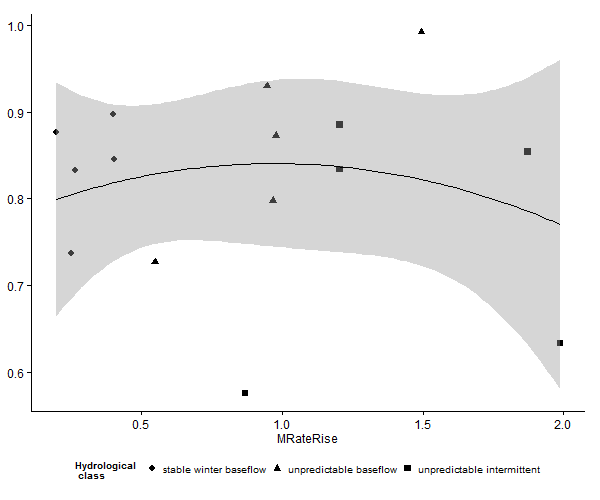 1.0
0.9
0.8
0.7
0.6
0.5 1.0 1.5 2.0
MRateRise
Hydrological
class
stable winter baseflow unpredictable baseflow unpredictable intermittent